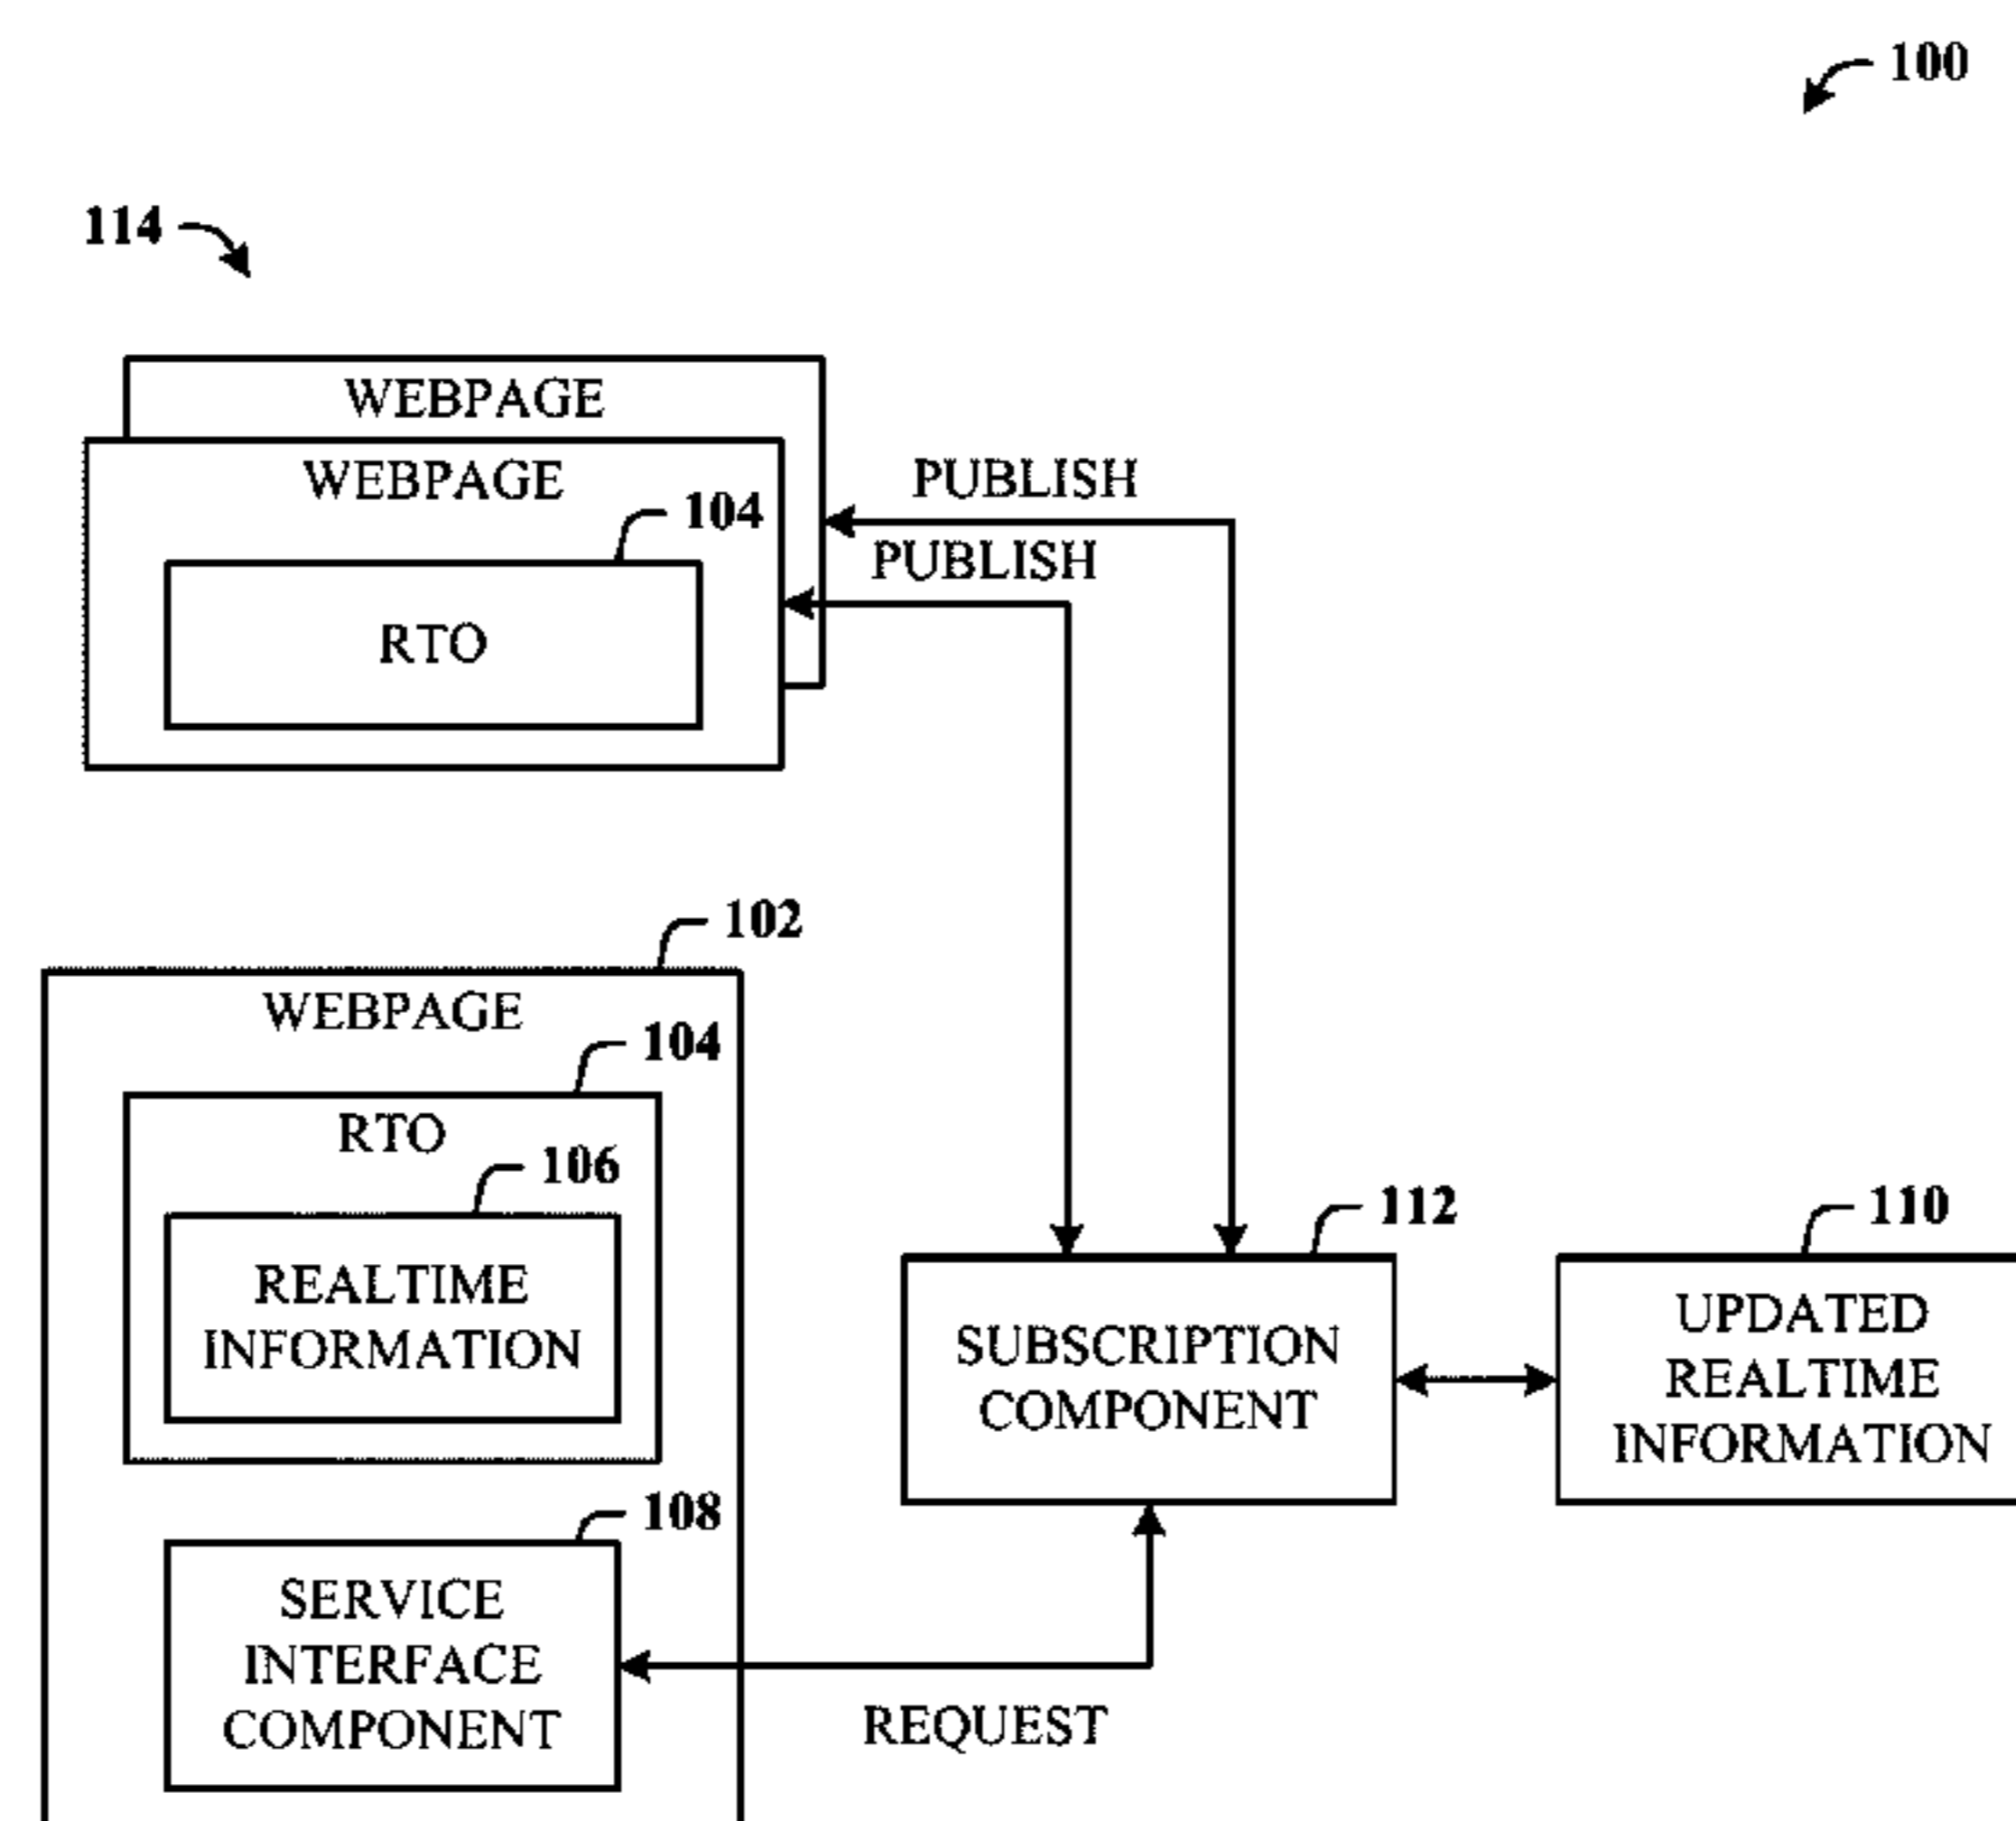 100
114
WEBPAGE
WEBPAGE
104
RTO
PUBLISH
PUBLISH
102
WEBPAGE
104
RTO
106
REALTIME
INFORMATION
108
SERVICE
INTERFACE
COMPONENT
REQUEST
112
SUBSCRIPTION
COMPONENT
110
UPDATED
REALTIME
INFORMATION